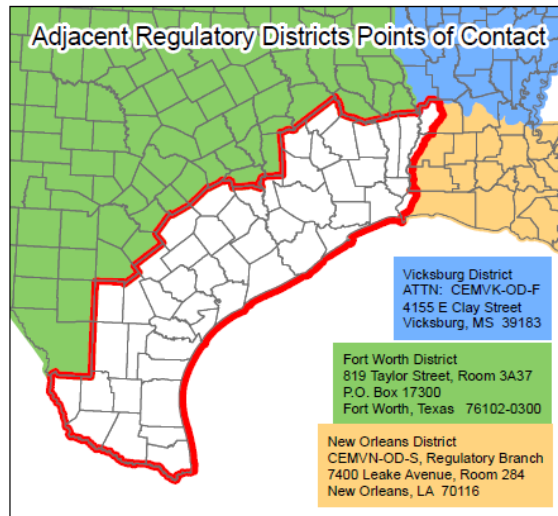 Adjacent Regulatory Districts Points of Contact
Vicksburg District
ATTN: CEMVK-OD-F
4155 E Clay Street
Vicksburg, MS 39183
Fort Worth District
819 Taylor Street, Room 3A37
P.O. Box 17300
Fort Worth, Texas 76102-0300
New Orleans District
CEMVN-OD-S, Regulatory Branch
7400 Leake Avenue, Room 284
New Orleans, LA 70116